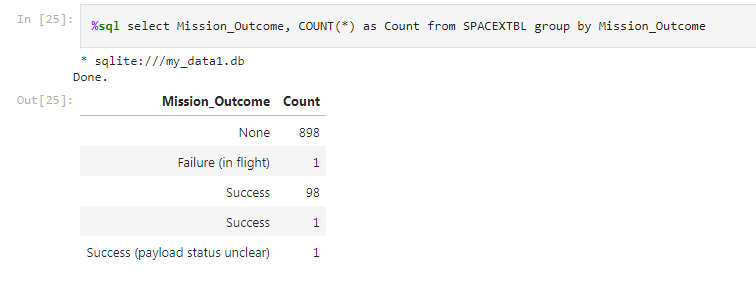 In [25]:
%sql select Mission_Outcome, COUNT(*) as Count from SPACEXTBL group by Mission_Outcome
* sqlite:///my_data1.db
Done.
Out[25]:
Mission_Outcome Count
None 898
Failure (in flight) 1
Success 98
Success 1
Success (payload status unclear) 1